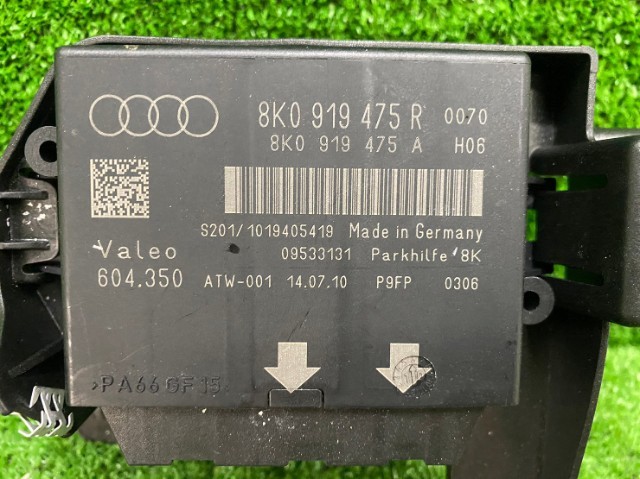 8K0 919 475 R 0070
8K0 919 475 A H06
S201/1019405419 Made in Germany
Valeo 09533131 Parkhilfe 8K
604.350 ATW-001 14.07.10 P9FP 0306
>PA66GF15